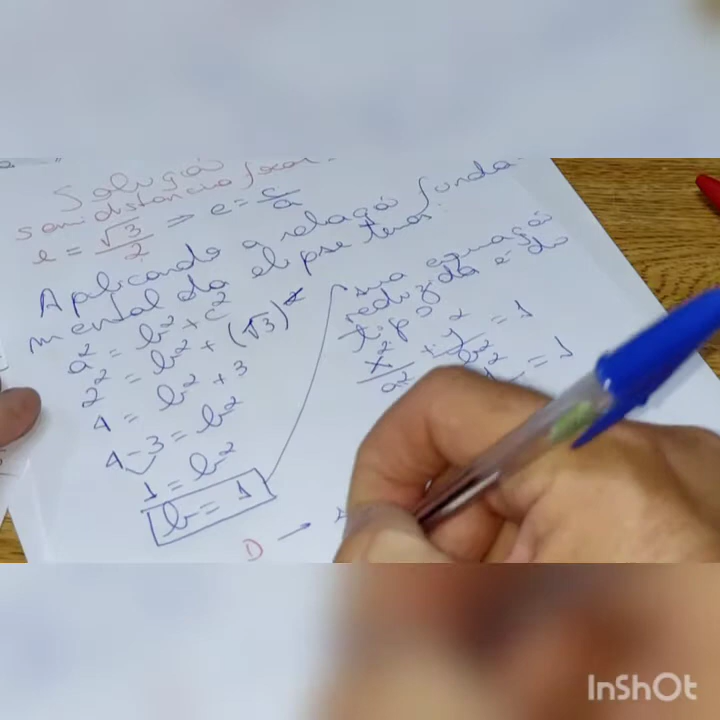 Solução
semidistância focal.
e = √3/2 ⇒ e = c/a
Aplicando a relação funda-
mental da elipse temos:
a² = b² + c²
2² = b² + (√3)²
4 = b² + 3
4 - 3 = b²
1 = b²
b = 1
sua equação
reduzida é do
tipo
x²/a² + y²/b² = 1
= 1
D →
InShOt